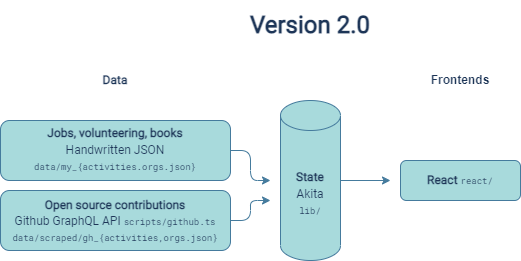 Version 2.0
Data
Frontends
Jobs, volunteering, books
Handwritten JSON
data/my_{activities.orgs.json}
Open source contributions
Github GraphQL API scripts/github.ts
data/scraped/gh_{activities,orgs.json}
State
Akita
lib/
React react/